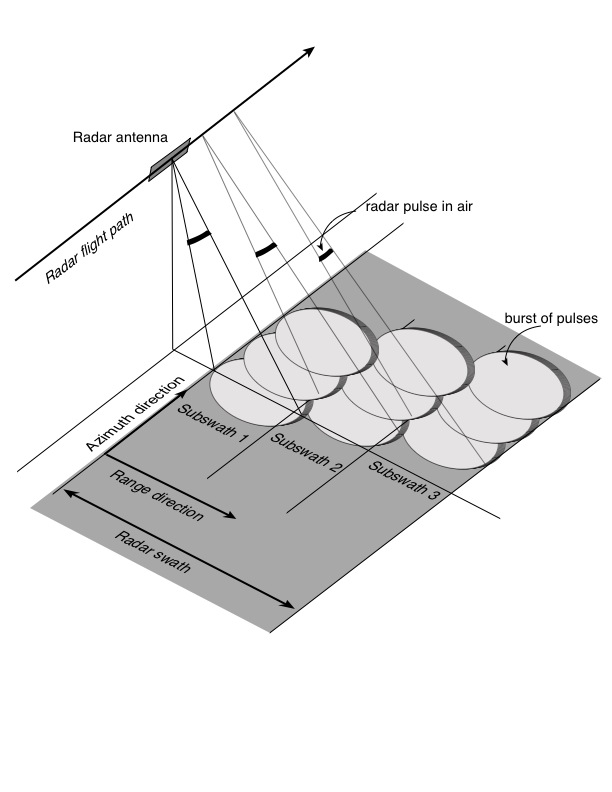 Radar antenna
radar pulse in air
Radar flight path
burst of pulses
Azimuth direction
Subswath 1
Subswath 2
Subswath 3
Range direction
Radar swath